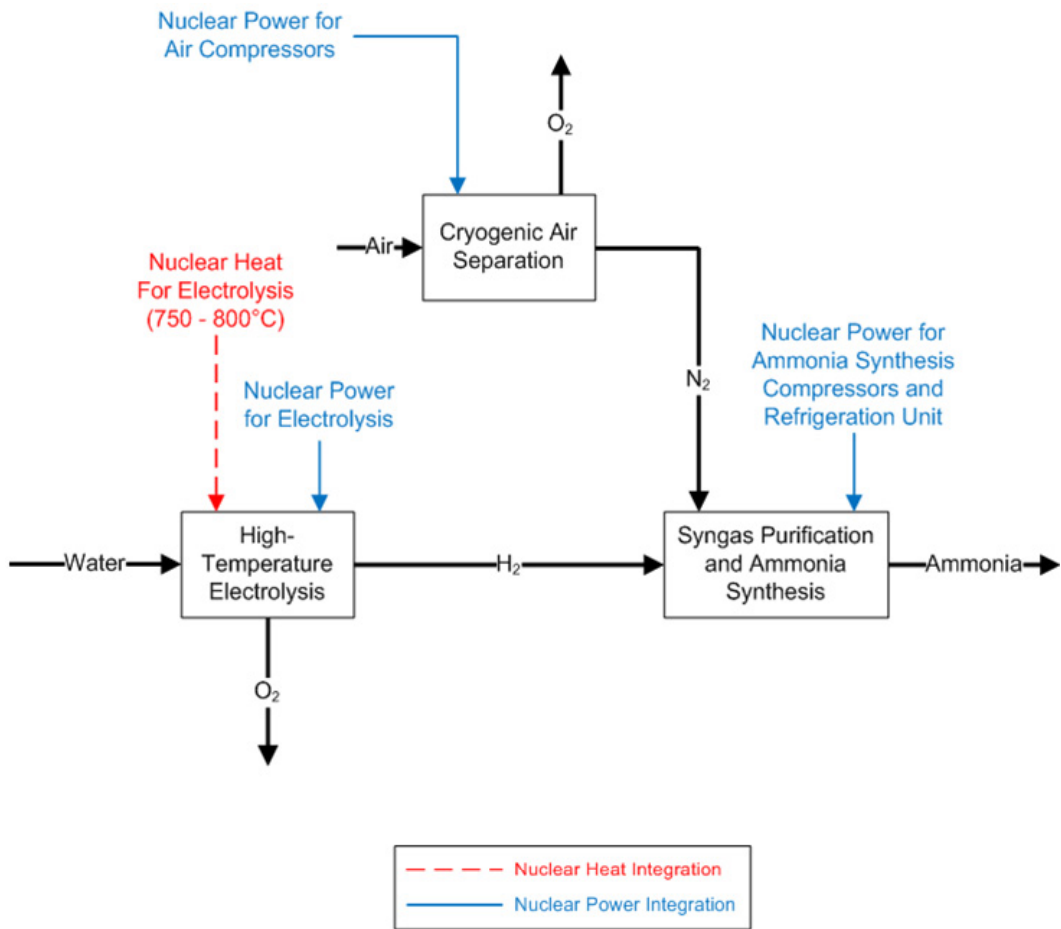 Nuclear Power for
Air Compressors
O₂
Air
Cryogenic Air
Separation
Nuclear Heat
For Electrolysis
(750 - 800°C)
Nuclear Power
for Electrolysis
N₂
Nuclear Power for
Ammonia Synthesis
Compressors and
Refrigeration Unit
Water
High-
Temperature
Electrolysis
H₂
Syngas Purification
and Ammonia
Synthesis
Ammonia
O₂
Nuclear Heat Integration
Nuclear Power Integration